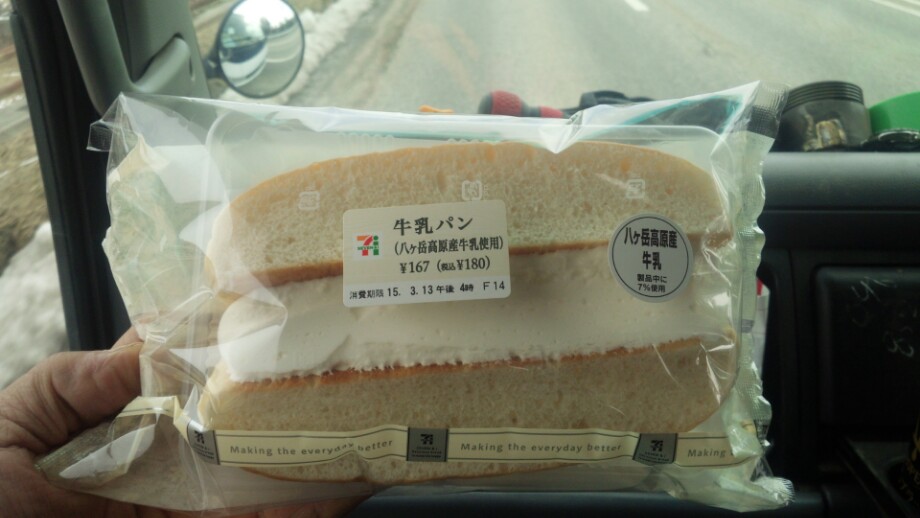 牛乳パン
(八ヶ岳高原産牛乳使用)
¥167 (税込¥180)
消費期限 15. 3. 13 午後 4時 F14
八ヶ岳高原産
牛乳
製品中に
7%使用
Making the everyday better
Making the everyday better
Making